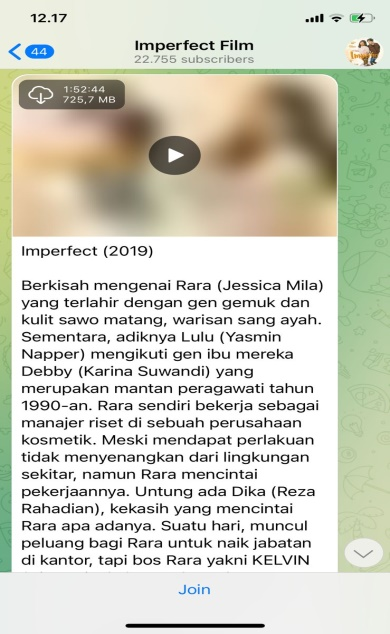 12.17
44
Imperfect Film
22.755 subscribers
1:52:44
725,7 MB
Imperfect (2019)
Berkisah mengenai Rara (Jessica Mila)
yang terlahir dengan gen gemuk dan
kulit sawo matang, warisan sang ayah.
Sementara, adiknya Lulu (Yasmin
Napper) mengikuti gen ibu mereka
Debby (Karina Suwandi) yang
merupakan mantan peragawati tahun
1990-an. Rara sendiri bekerja sebagai
manajer riset di sebuah perusahaan
kosmetik. Meski mendapat perlakuan
tidak menyenangkan dari lingkungan
sekitar, namun Rara mencintai
pekerjaannya. Untung ada Dika (Reza
Rahadian), kekasih yang mencintai
Rara apa adanya. Suatu hari, muncul
peluang bagi Rara untuk naik jabatan
di kantor, tapi bos Rara yakni KELVIN
Join